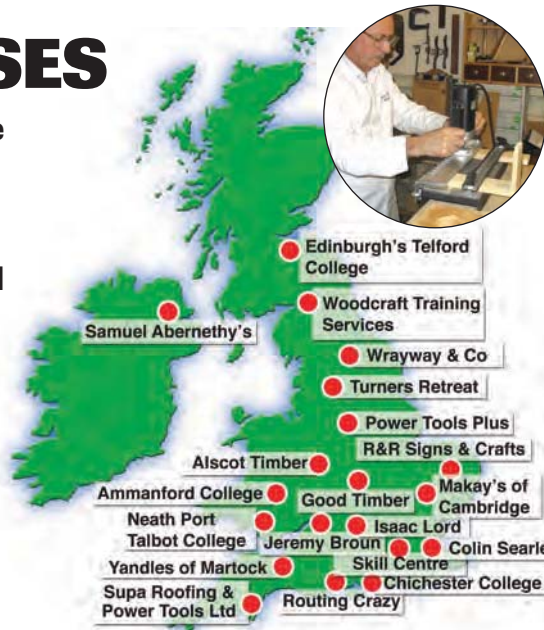 SES
e
Edinburgh's Telford
College
Woodcraft Training
Services
Samuel Abernethy's
Wrayway & Co
Turners Retreat
Power Tools Plus
R&R Signs & Crafts
Alscot Timber
Makay's of
Cambridge
Ammanford College
Good Timber
Neath Port
Talbot College
Isaac Lord
Jeremy Broun
Colin Searle
Skill Centre
Yandles of Martock
Chichester College
Supa Roofing &
Power Tools Ltd
Routing Crazy